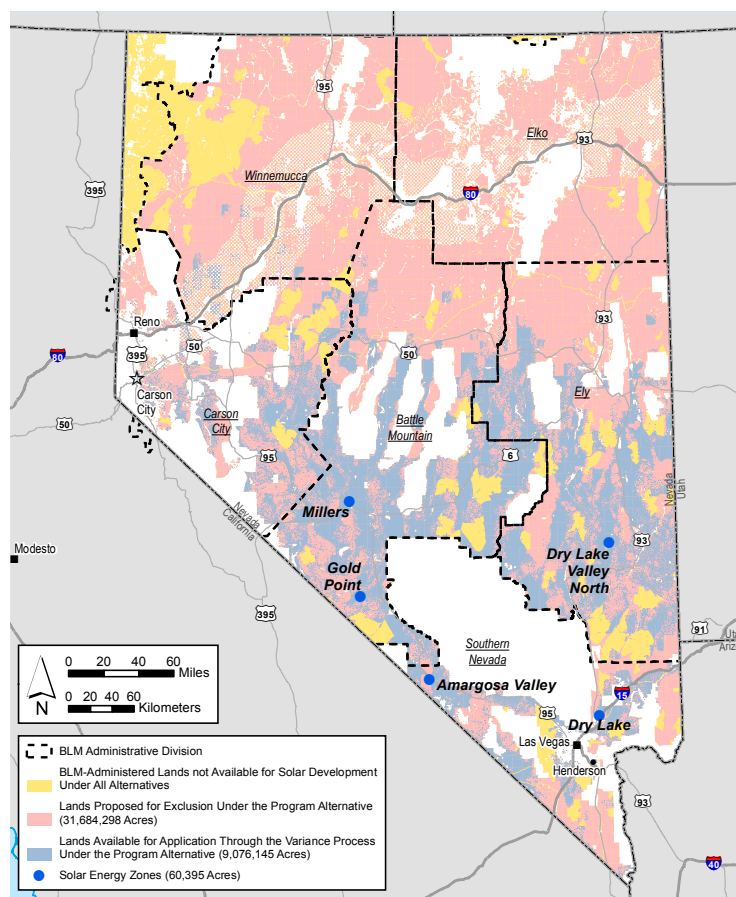 95
Elko
93
395
Winnemucca
80
Reno
50
93
80
395
50
Carson
City
Ely
Battle
Mountain
Carson
City
50
95
6
Nevada
Utah
Nevada
California
Millers
Modesto
Dry Lake
Valley
North
93
Gold
Point
395
91
Southern
Nevada
0 20 40 60
Miles
0 20 40 60
Kilometers
N
Amargosa Valley
15
95
Dry Lake
Las Vegas
Henderson
93
40
BLM Administrative Division
BLM-Administered Lands not Available for Solar Development
Under All Alternatives
Lands Proposed for Exclusion Under the Program Alternative
(31,684,298 Acres)
Lands Available for Application Through the Variance Process
Under the Program Alternative (9,076,145 Acres)
Solar Energy Zones (60,395 Acres)